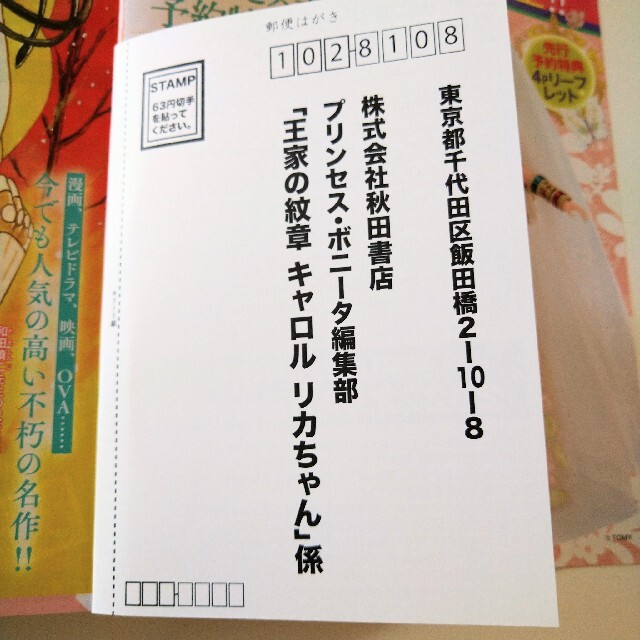 郵便はがき
102-8108
STAMP
63円切手
を貼って
ください。
東京都千代田区飯田橋2-10-8
株式会社秋田書店
プリンセス・ボニータ編集部
「王家の紋章 キャロル リカちゃん」係
漫画、テレビドラマ、映画、OVA……
今でも人気の高い不朽の名作!!
先行
予約特典
4pリーフ
レット
©TOMY